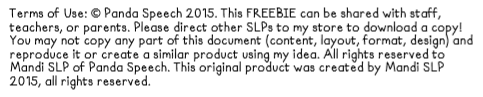 Terms of Use: © Panda Speech 2015. This FREEBIE can be shared with staff,
teachers, or parents. Please direct other SLPs to my store to download a copy!
You may not copy any part of this document (content, layout, format, design) and
reproduce it or create a similar product using my idea. All rights reserved to
Mandi SLP of Panda Speech. This original product was created by Mandi SLP
2015, all rights reserved.